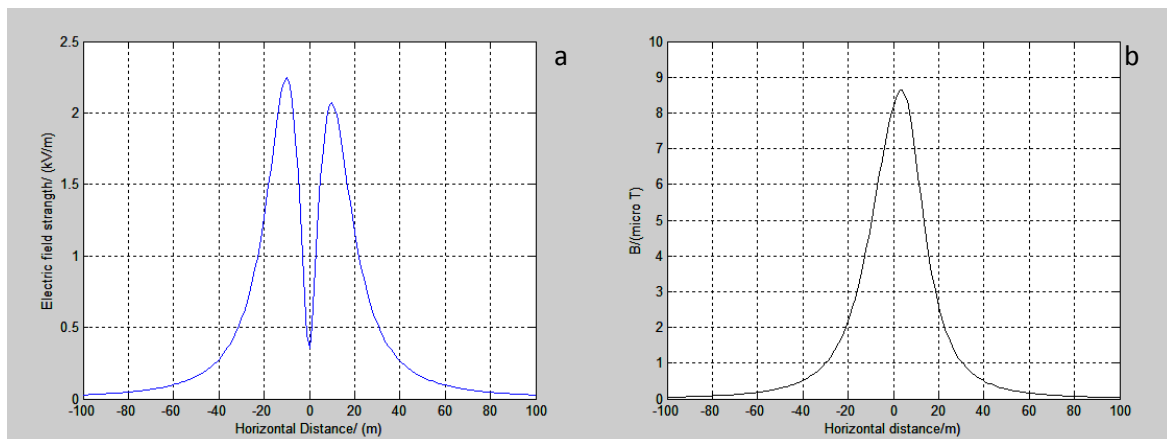 a
2.5
2
1.5
1
0.5
0
-100 -80 -60 -40 -20 0 20 40 60 80 100
Horizontal Distance/ (m)
Electric field strangth/ (kV/m)
b
10
9
8
7
6
5
4
3
2
1
0
-100 -80 -60 -40 -20 0 20 40 60 80 100
Horizontal distance/m)
B/(micro T)